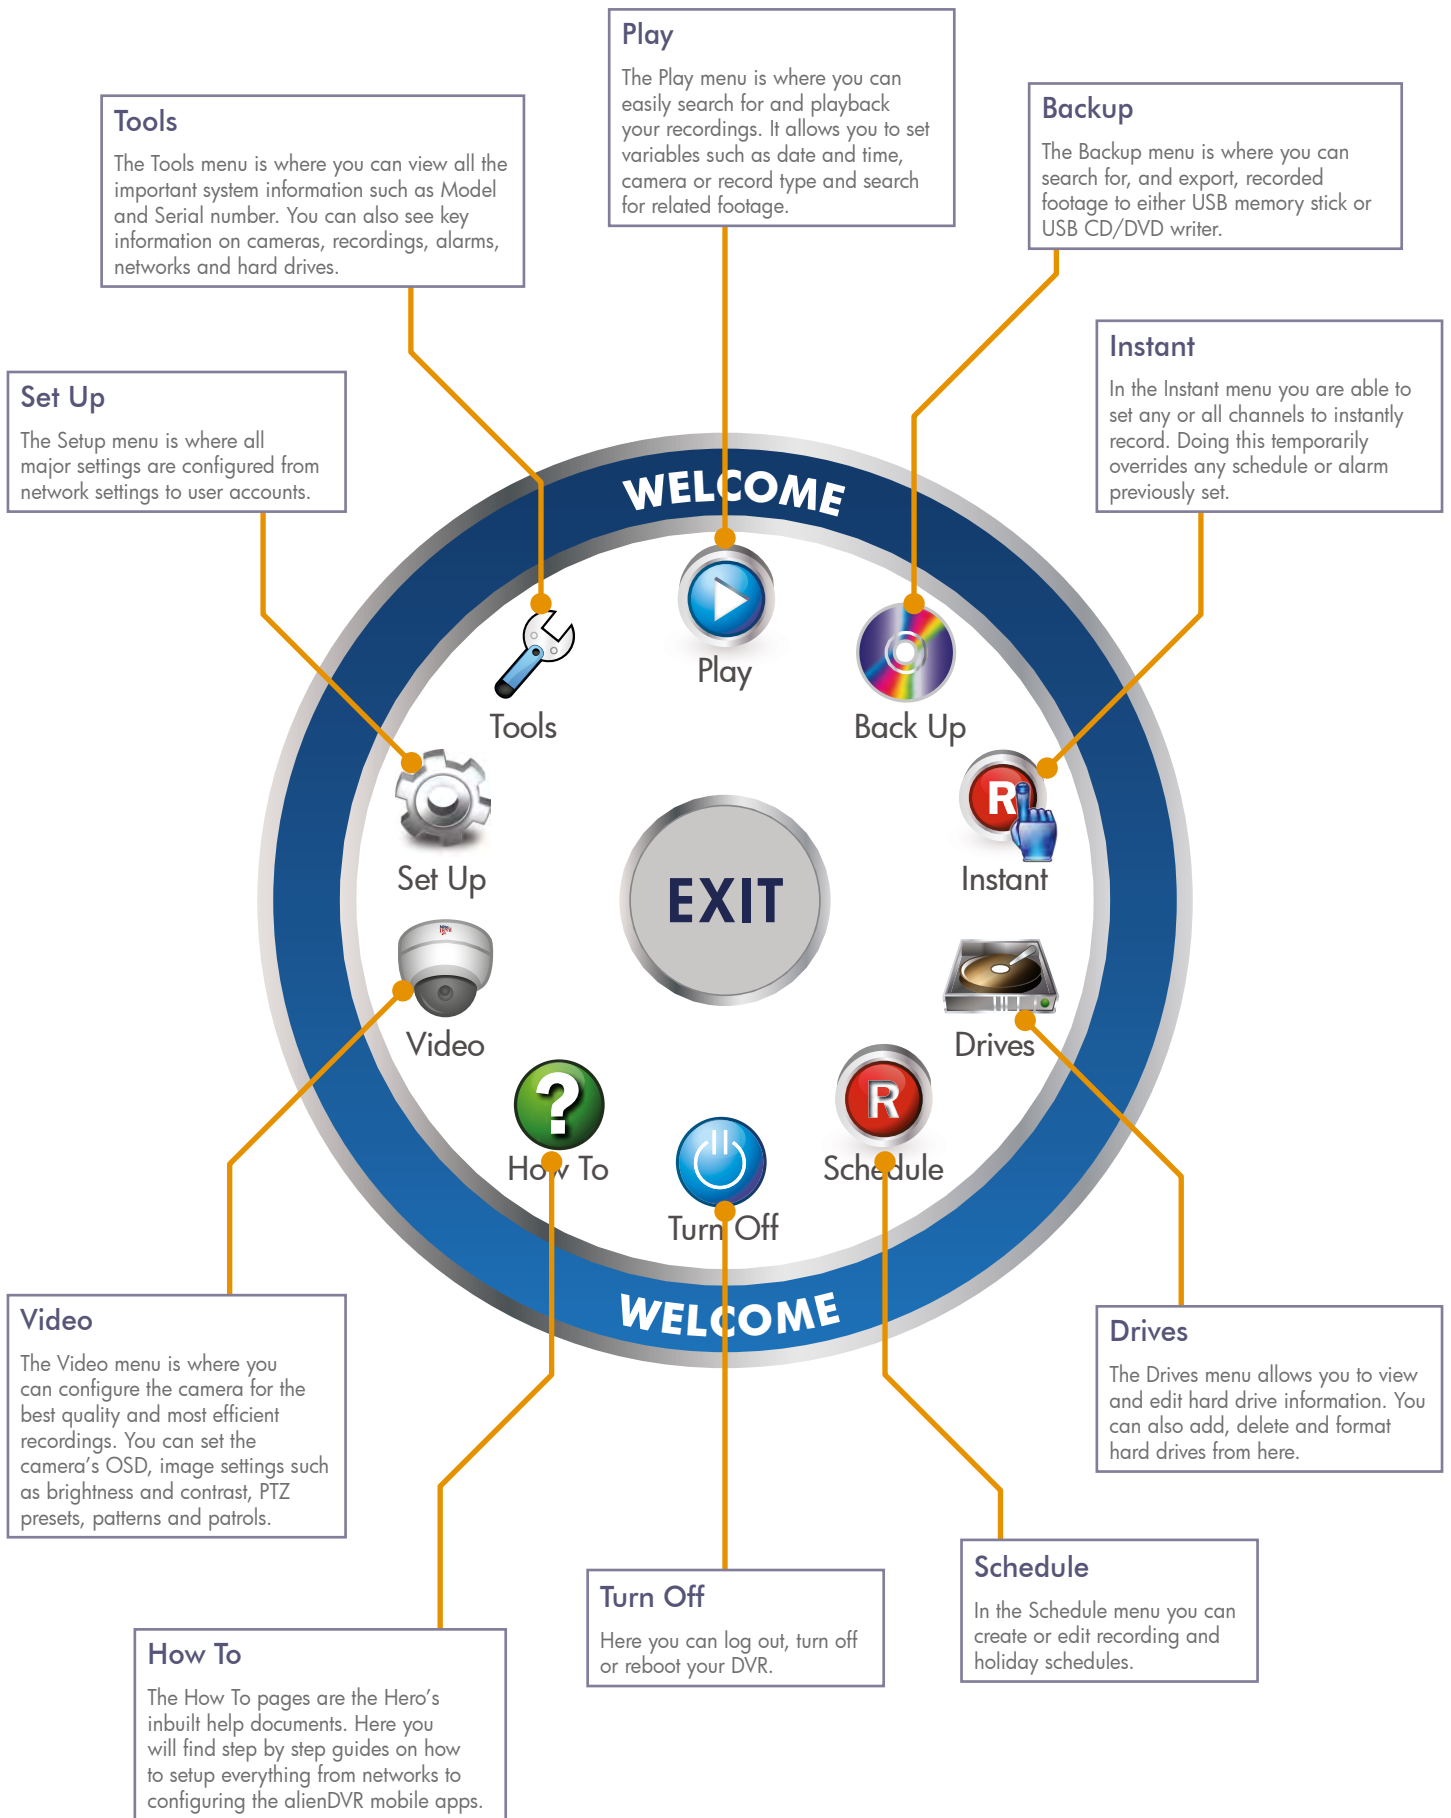 Play
The Play menu is where you can
easily search for and playback
your recordings. It allows you to set
variables such as date and time,
camera or record type and search
for related footage.
Tools
The Tools menu is where you can view all the
important system information such as Model
and Serial number. You can also see key
information on cameras, recordings, alarms,
networks and hard drives.
Backup
The Backup menu is where you can
search for, and export, recorded
footage to either USB memory stick or
USB CD/DVD writer.
Set Up
The Setup menu is where all
major settings are configured from
network settings to user accounts.
Instant
In the Instant menu you are able to
set any or all channels to instantly
record. Doing this temporarily
overrides any schedule or alarm
previously set.
WELCOME
Play
Tools
Back Up
R
Set Up
EXIT
Instant
Video
Drives
?
R
How To
Schedule
Turn Off
WELCOME
Video
The Video menu is where you
can configure the camera for the
best quality and most efficient
recordings. You can set the
camera's OSD, image settings such
as brightness and contrast, PTZ
presets, patterns and patrols.
Drives
The Drives menu allows you to view
and edit hard drive information. You
can also add, delete and format
hard drives from here.
Schedule
In the Schedule menu you can
create or edit recording and
holiday schedules.
Turn Off
Here you can log out, turn off
or reboot your DVR.
How To
The How To pages are the Hero's
inbuilt help documents. Here you
will find step by step guides on how
to setup everything from networks to
configuring the alienDVR mobile apps.